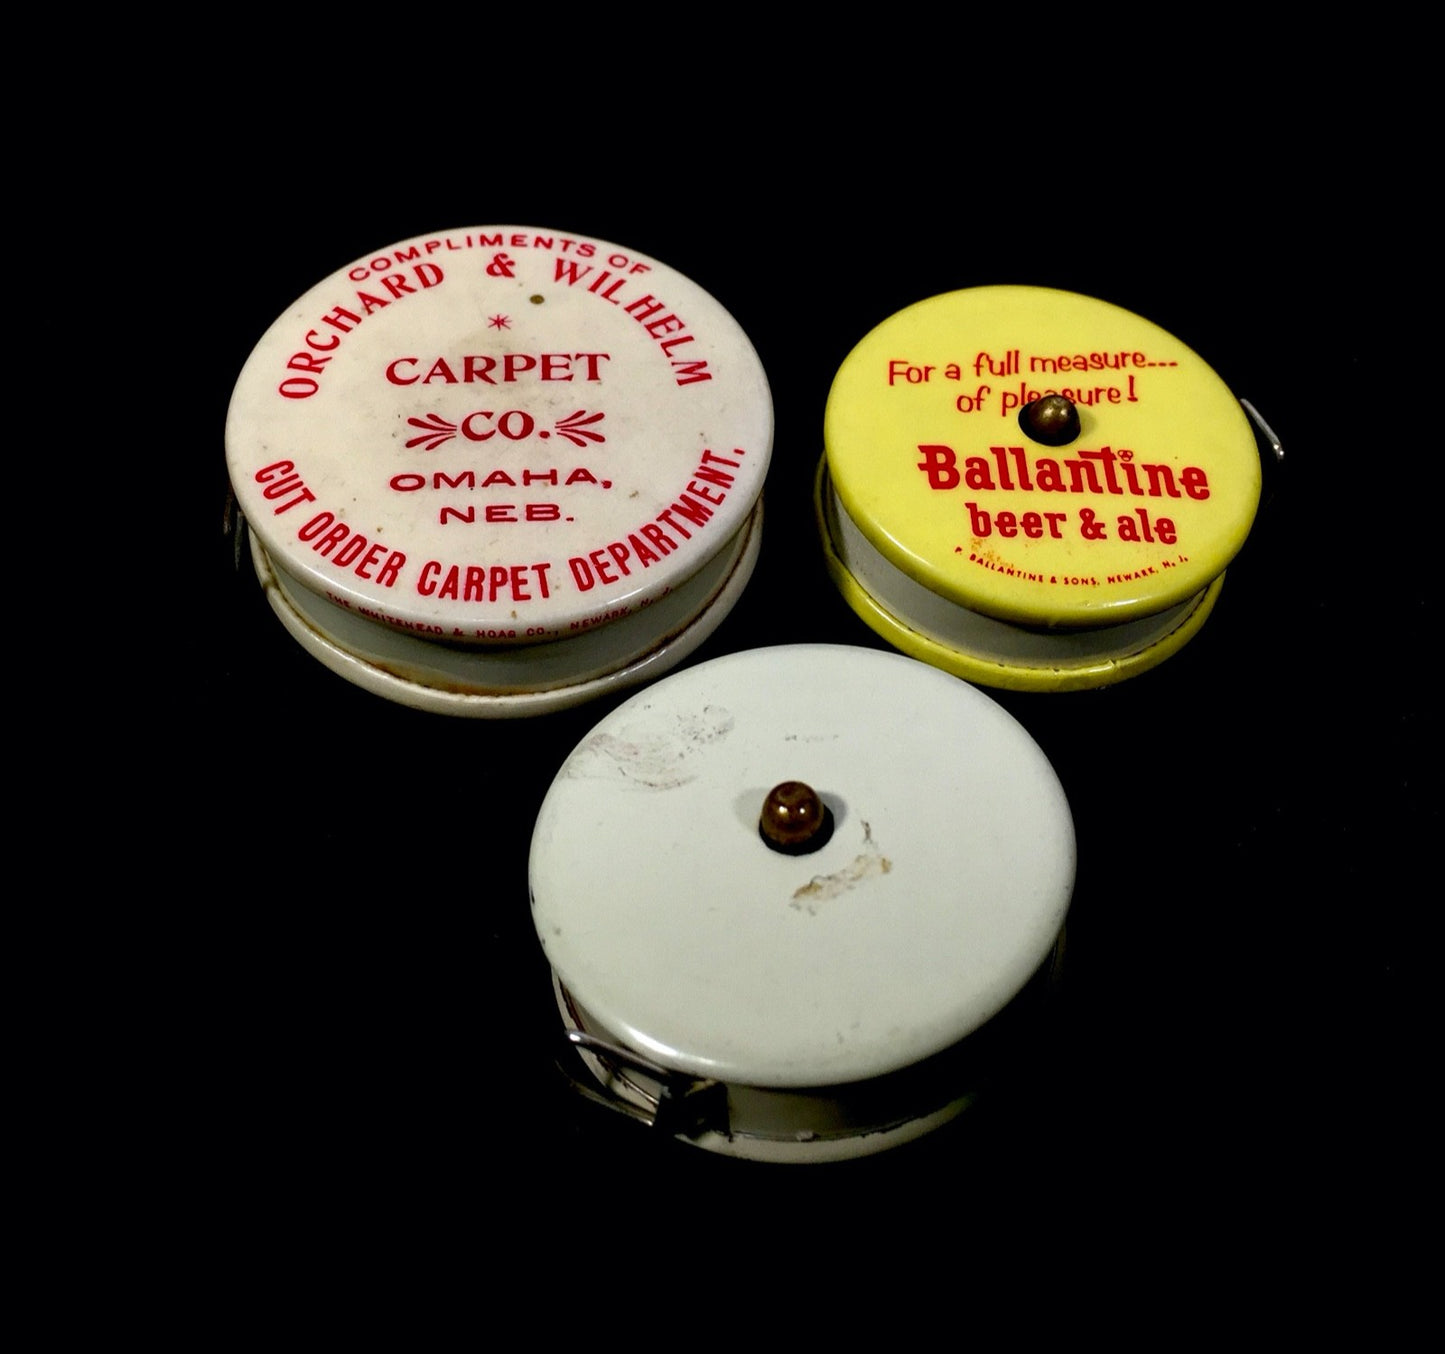 COMPLIMENTS OF
ORCHARD & WILHELM
CARPET
CO.
OMAHA,
NEB.
CUT ORDER CARPET DEPARTMENT.
THE WHITEHEAD & HOAG CO., NEWARK, N. J.
For a full measure...
of pleasure!
Ballantine
beer & ale
P. BALLANTINE & SONS, NEWARK, N. J.